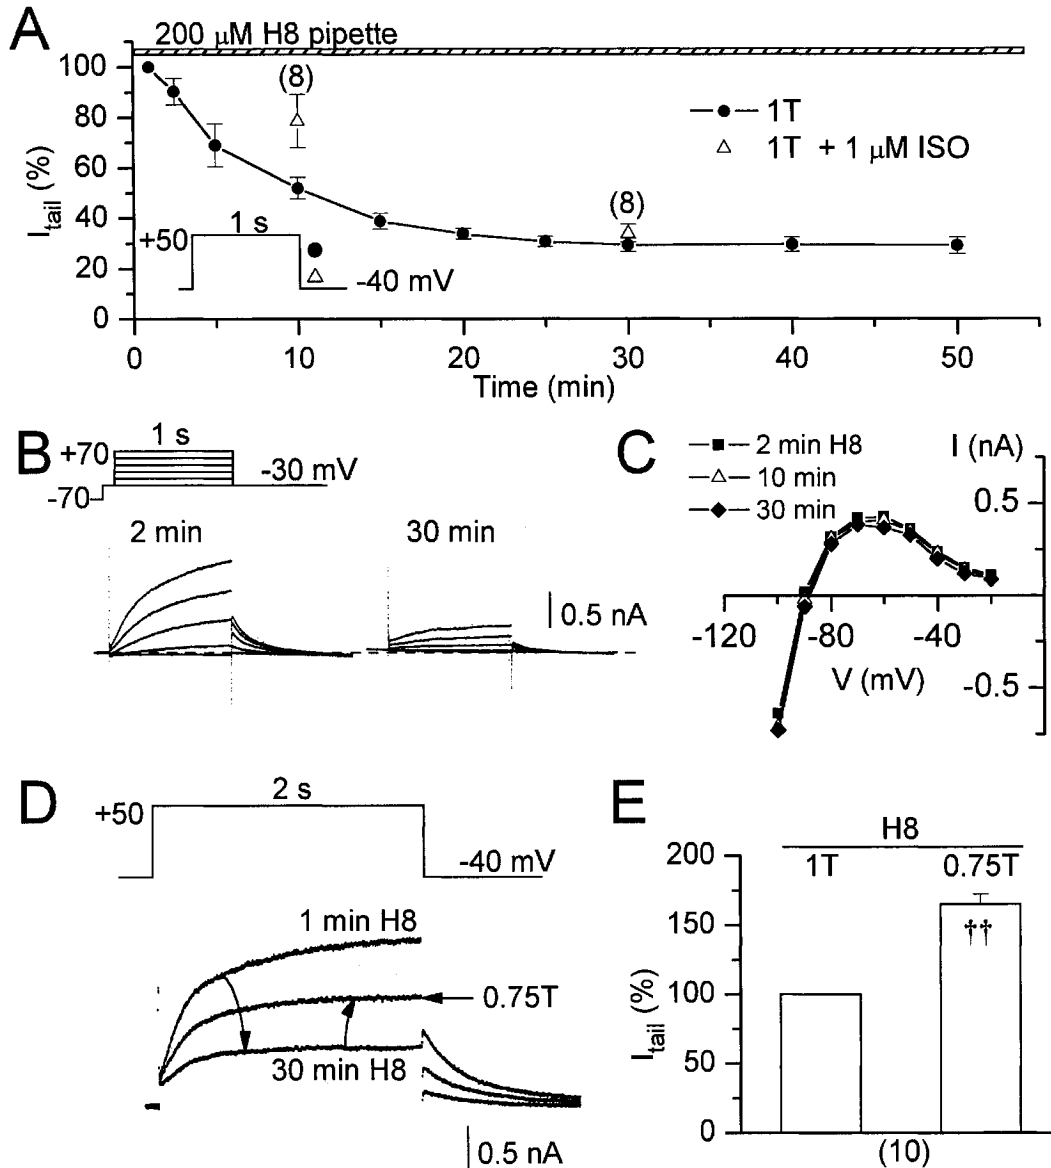 A
200 μM H8 pipette
100
80
60
40
20
0
I_tail (%)
(8)
(8)
1T
1T + 1 μM ISO
1 s
+50
-40 mV
0
10
20
30
40
50
Time (min)
B
1 s
+70
-70
-30 mV
2 min
30 min
0.5 nA
C
2 min H8
10 min
30 min
I (nA)
0.5
-120
-80
-40
V (mV)
-0.5
D
2 s
+50
-40 mV
1 min H8
0.75T
30 min H8
0.5 nA
E
H8
1T
0.75T
200
150
100
50
0
I_tail (%)
††
(10)